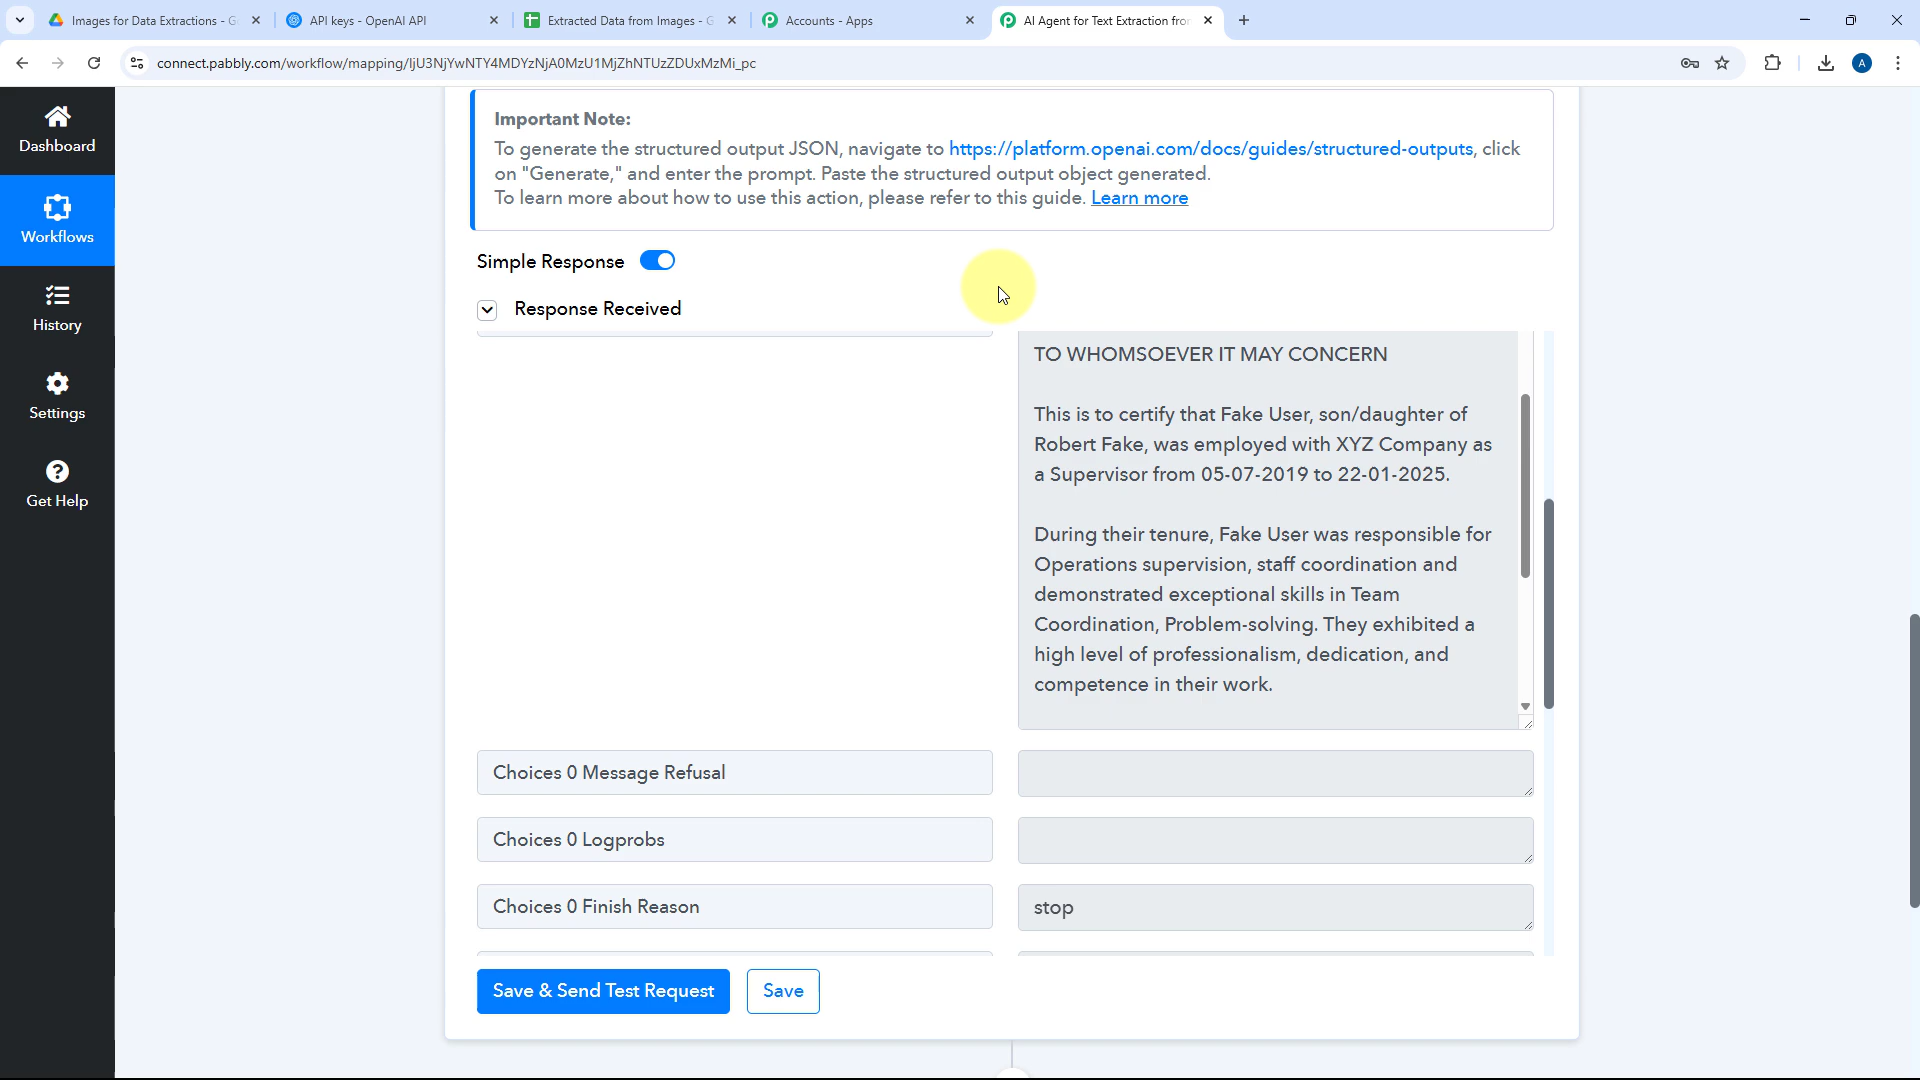 Images for Data Extractions - G
API keys - OpenAI API
Extracted Data from Images - G
Accounts - Apps
AI Agent for Text Extraction fro
connect.pabbly.com/workflow/mapping/IjU3NjYwNTY4MDYzNjA0MzU1MjZhNTUzZDUxMzMi_pc
A
Dashboard
Workflows
History
Settings
Get Help
Important Note:
To generate the structured output JSON, navigate to https://platform.openai.com/docs/guides/structured-outputs, click
on "Generate," and enter the prompt. Paste the structured output object generated.
To learn more about how to use this action, please refer to this guide. Learn more
Simple Response
Response Received
TO WHOMSOEVER IT MAY CONCERN
This is to certify that Fake User, son/daughter of
Robert Fake, was employed with XYZ Company as
a Supervisor from 05-07-2019 to 22-01-2025.
During their tenure, Fake User was responsible for
Operations supervision, staff coordination and
demonstrated exceptional skills in Team
Coordination, Problem-solving. They exhibited a
high level of professionalism, dedication, and
competence in their work.
Choices 0 Message Refusal
Choices 0 Logprobs
Choices 0 Finish Reason
stop
Save & Send Test Request
Save